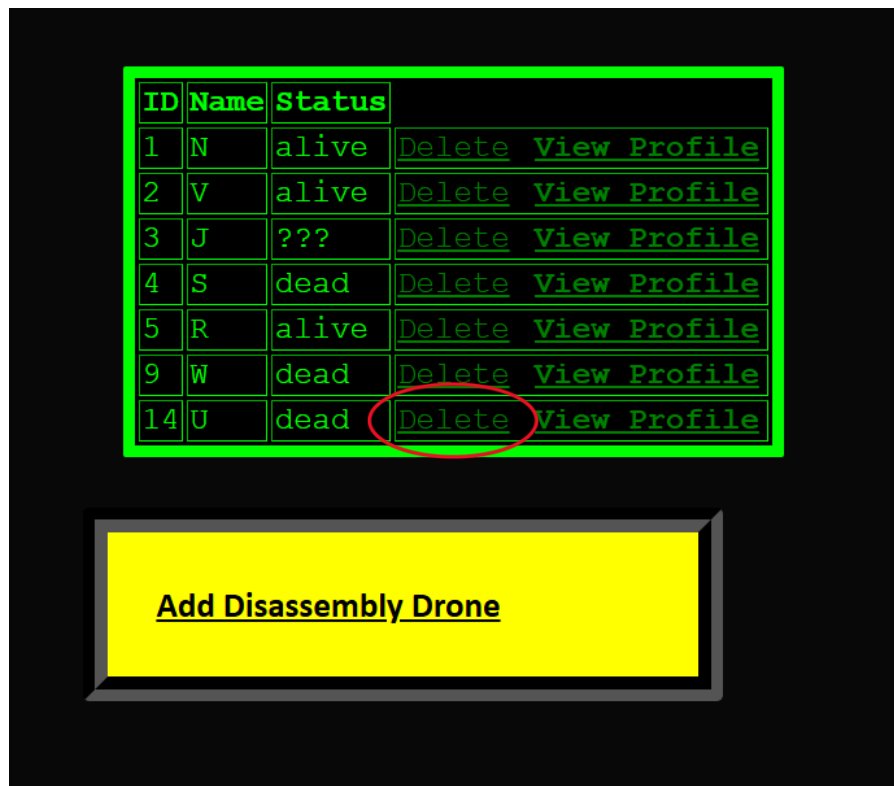 ID Name Status
1 N alive Delete View Profile
2 V alive Delete View Profile
3 J ??? Delete View Profile
4 S dead Delete View Profile
5 R alive Delete View Profile
9 W dead Delete View Profile
14 U dead Delete View Profile
Add Disassembly Drone